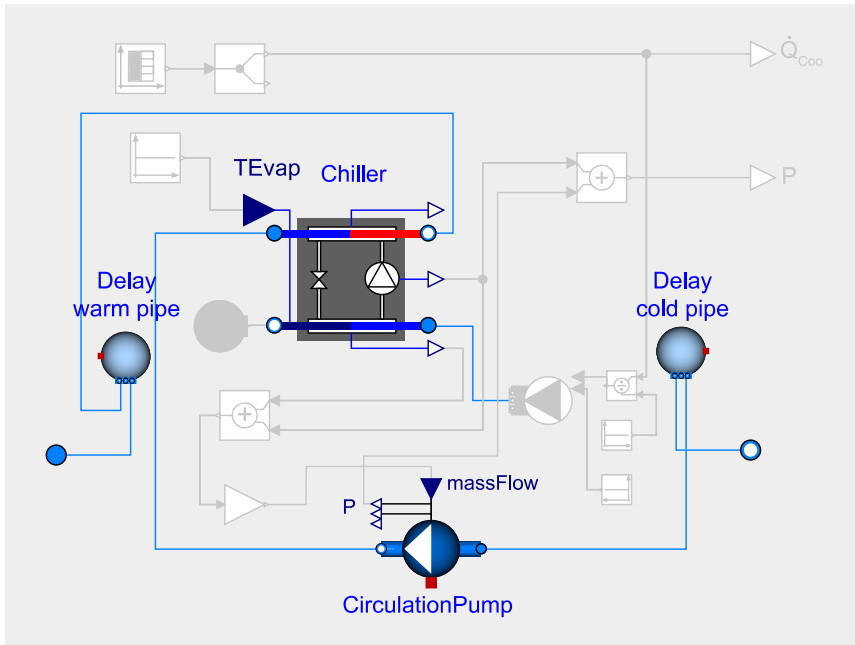 Q̇Coo
TEvap
Chiller
P
Delay
warm pipe
Delay
cold pipe
massFlow
P
CirculationPump